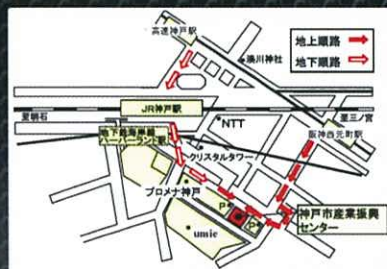 高速神戸駅
湊川神社
地上順路
地下順路
JR神戸駅
至明石
至三ノ宮
NTT
阪神西元町駅
地下鉄海岸線
ハーバーランド駅
クリスタルタワー
プロメナ神戸
P
P
神戸市産業振興
センター
umie